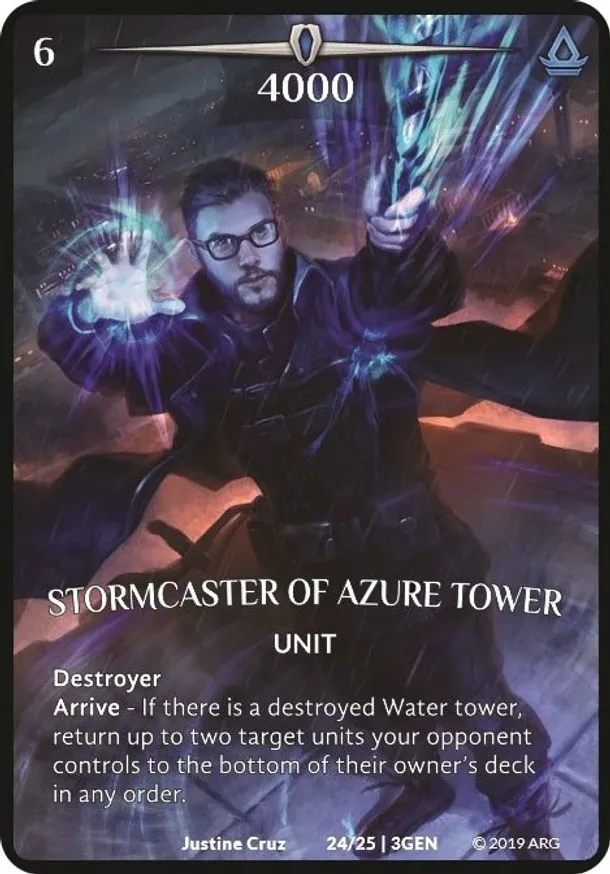 6
4000
STORMCASTER OF AZURE TOWER
UNIT
Destroyer
Arrive - If there is a destroyed Water tower,
return up to two target units your opponent
controls to the bottom of their owner's deck
in any order.
Justine Cruz 24/25 | 3GEN © 2019 ARG